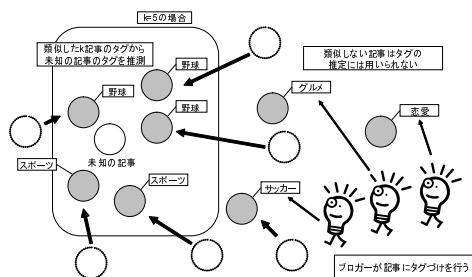 k=5の場合
類似したk記事のタグから
未知の記事のタグを推測
野球
野球
野球
未知の記事
スポーツ
スポーツ
類似しない記事はタグの
推定には用いられない
グルメ
恋愛
サッカー
ブロガーが記事にタグづけを行う